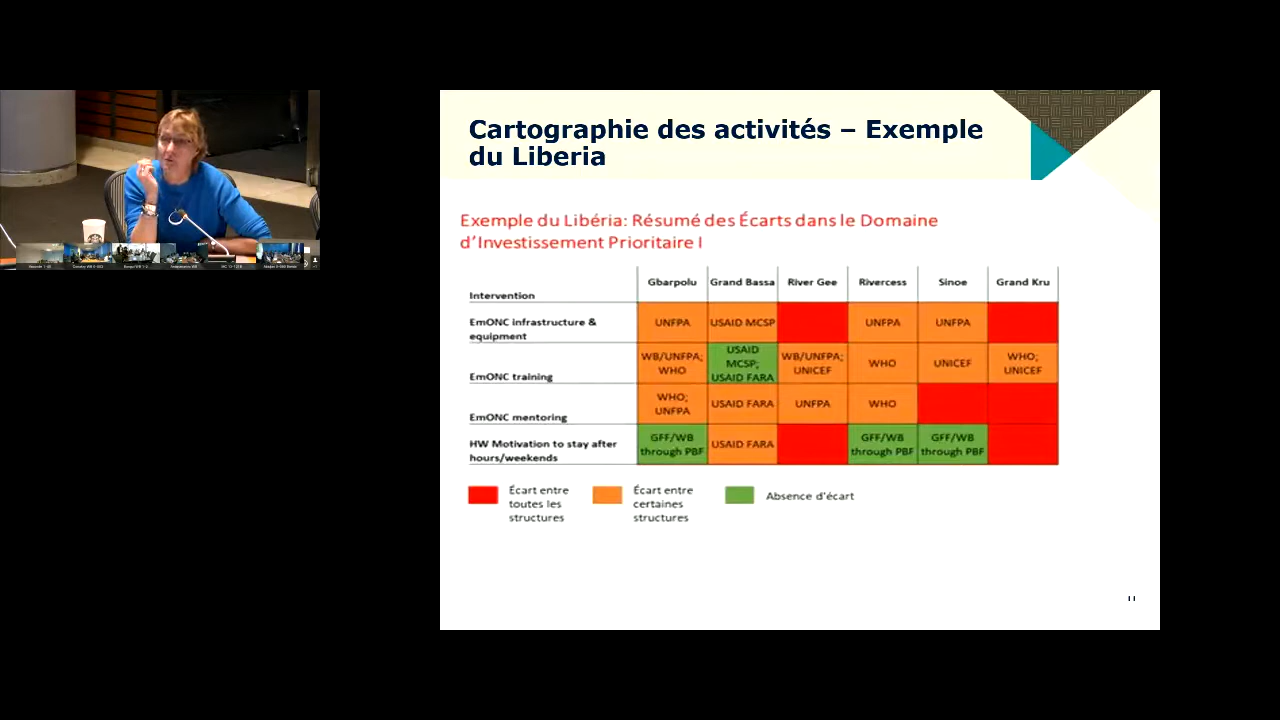 Cartographie des activités – Exemple
du Liberia
Exemple du Libéria: Résumé des Écarts dans le Domaine
d'Investissement Prioritaire I
Intervention Gbarpolu Grand Bassa River Gee Rivercess Sinoe Grand Kru
EmONC infrastructure &
equipment
UNFPA USAID MCSP UNFPA UNFPA
EmONC training
WB/UNFPA;
WHO
USAID
MCSP;
USAID FARA
WB/UNFPA;
UNICEF
WHO
UNICEF
WHO;
UNICEF
EmONC mentoring
WHO;
UNFPA
USAID FARA
UNFPA
WHO
HW Motivation to stay after
hours/weekends
GFF/WB
through PBF
USAID FARA
GFF/WB
through PBF
GFF/WB
through PBF
Écart entre
toutes les
structures
Écart entre
certaines
structures
Absence d'écart